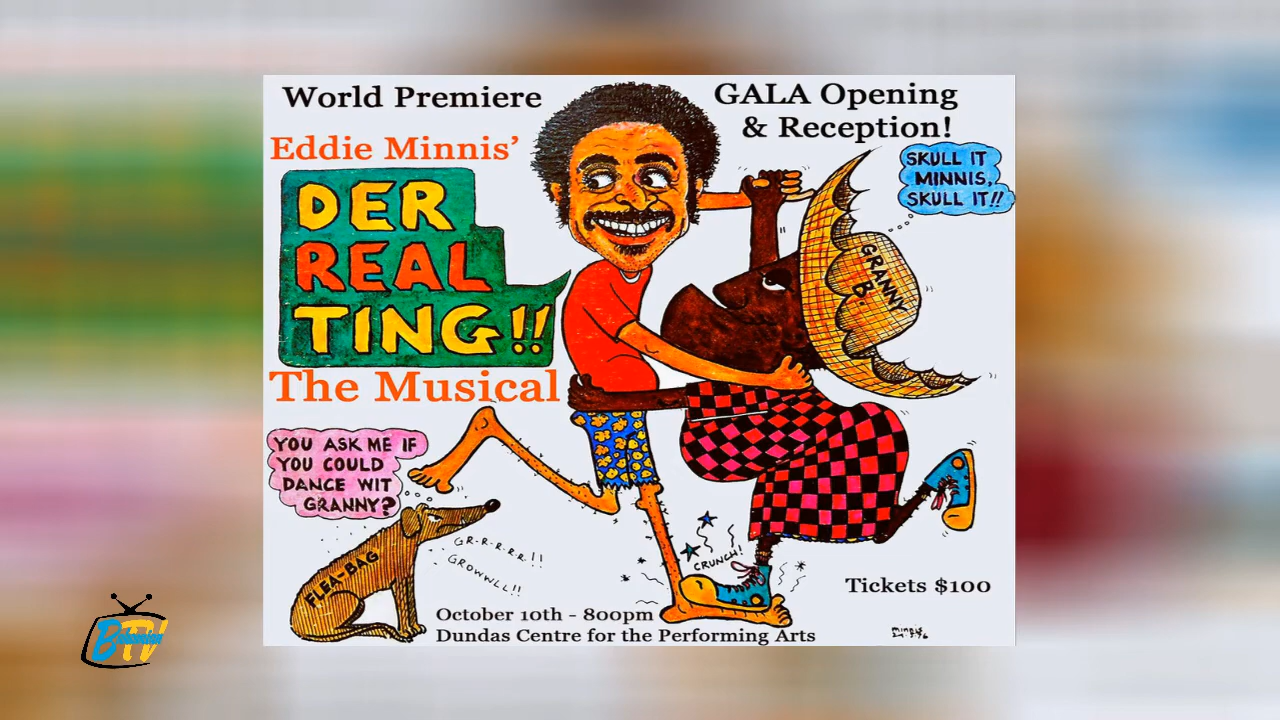 World Premiere
GALA Opening
& Reception!
Eddie Minnis'
DER
REAL
TING!!
The Musical
SKULL IT
MINNIS,
SKULL IT!!
GRANNY
B.
YOU ASK ME IF
YOU COULD
DANCE WIT
GRANNY?
FLEA-BAG
GR-R-R-R-R!!
GROWWLL!!
CRUNCH!
Tickets $100
October 10th - 800pm
Dundas Centre for the Performing Arts
Bahamian
TV